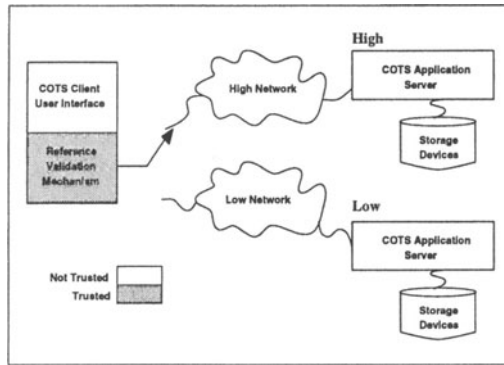 COTS Client
User Interface
Reference
Validation
Mechanism
High Network
High
COTS Application
Server
Storage
Devices
Low Network
Low
COTS Application
Server
Storage
Devices
Not Trusted
Trusted